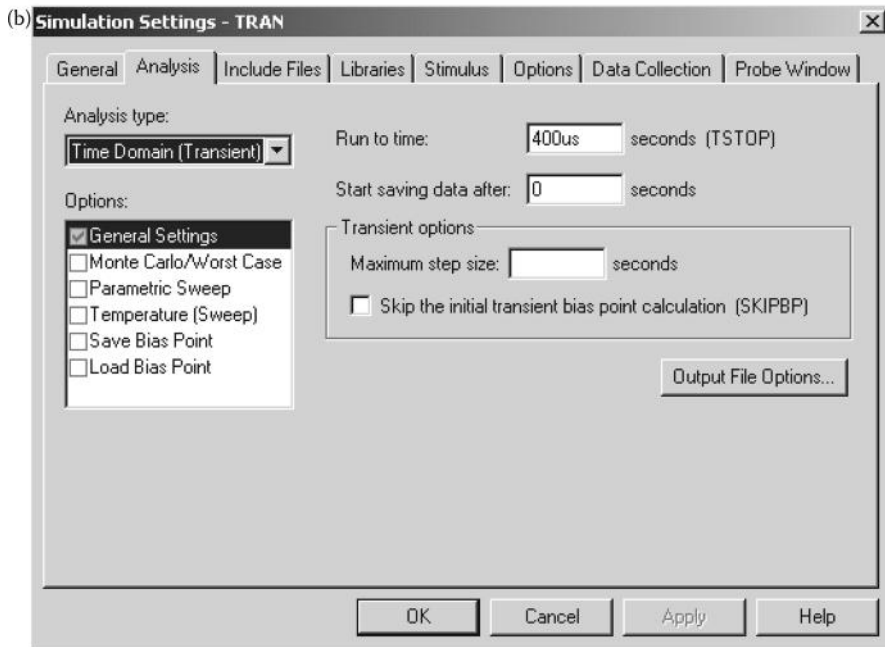 (b)
Simulation Settings - TRAN
General Analysis Include Files Libraries Stimulus Options Data Collection Probe Window
Analysis type:
Time Domain (Transient)
Options:
General Settings
Monte Carlo/Worst Case
Parametric Sweep
Temperature (Sweep)
Save Bias Point
Load Bias Point
Run to time: 400us seconds (TSTOP)
Start saving data after: 0 seconds
Transient options
Maximum step size: seconds
Skip the initial transient bias point calculation (SKIPBP)
Output File Options...
OK Cancel Apply Help